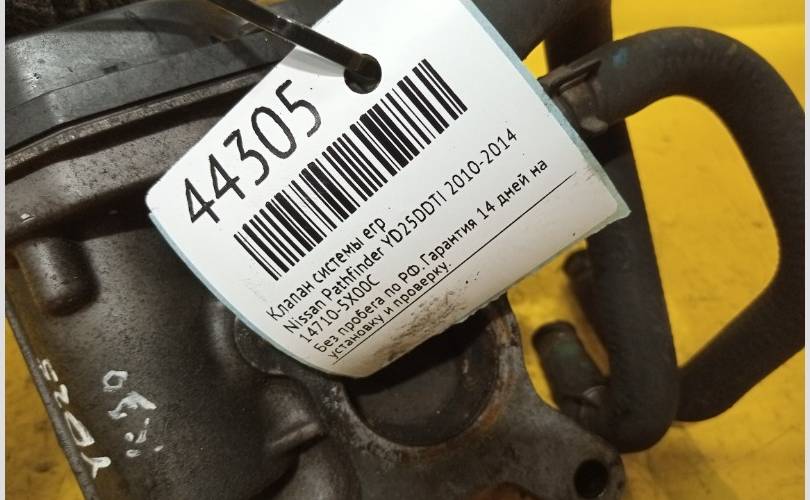 44305
Клапан системы егр
Nissan Pathfinder YD25DDTI 2010-2014
14710-5X00C
Без пробега по РФ.Гарантия 14 дней на
установку и проверку.